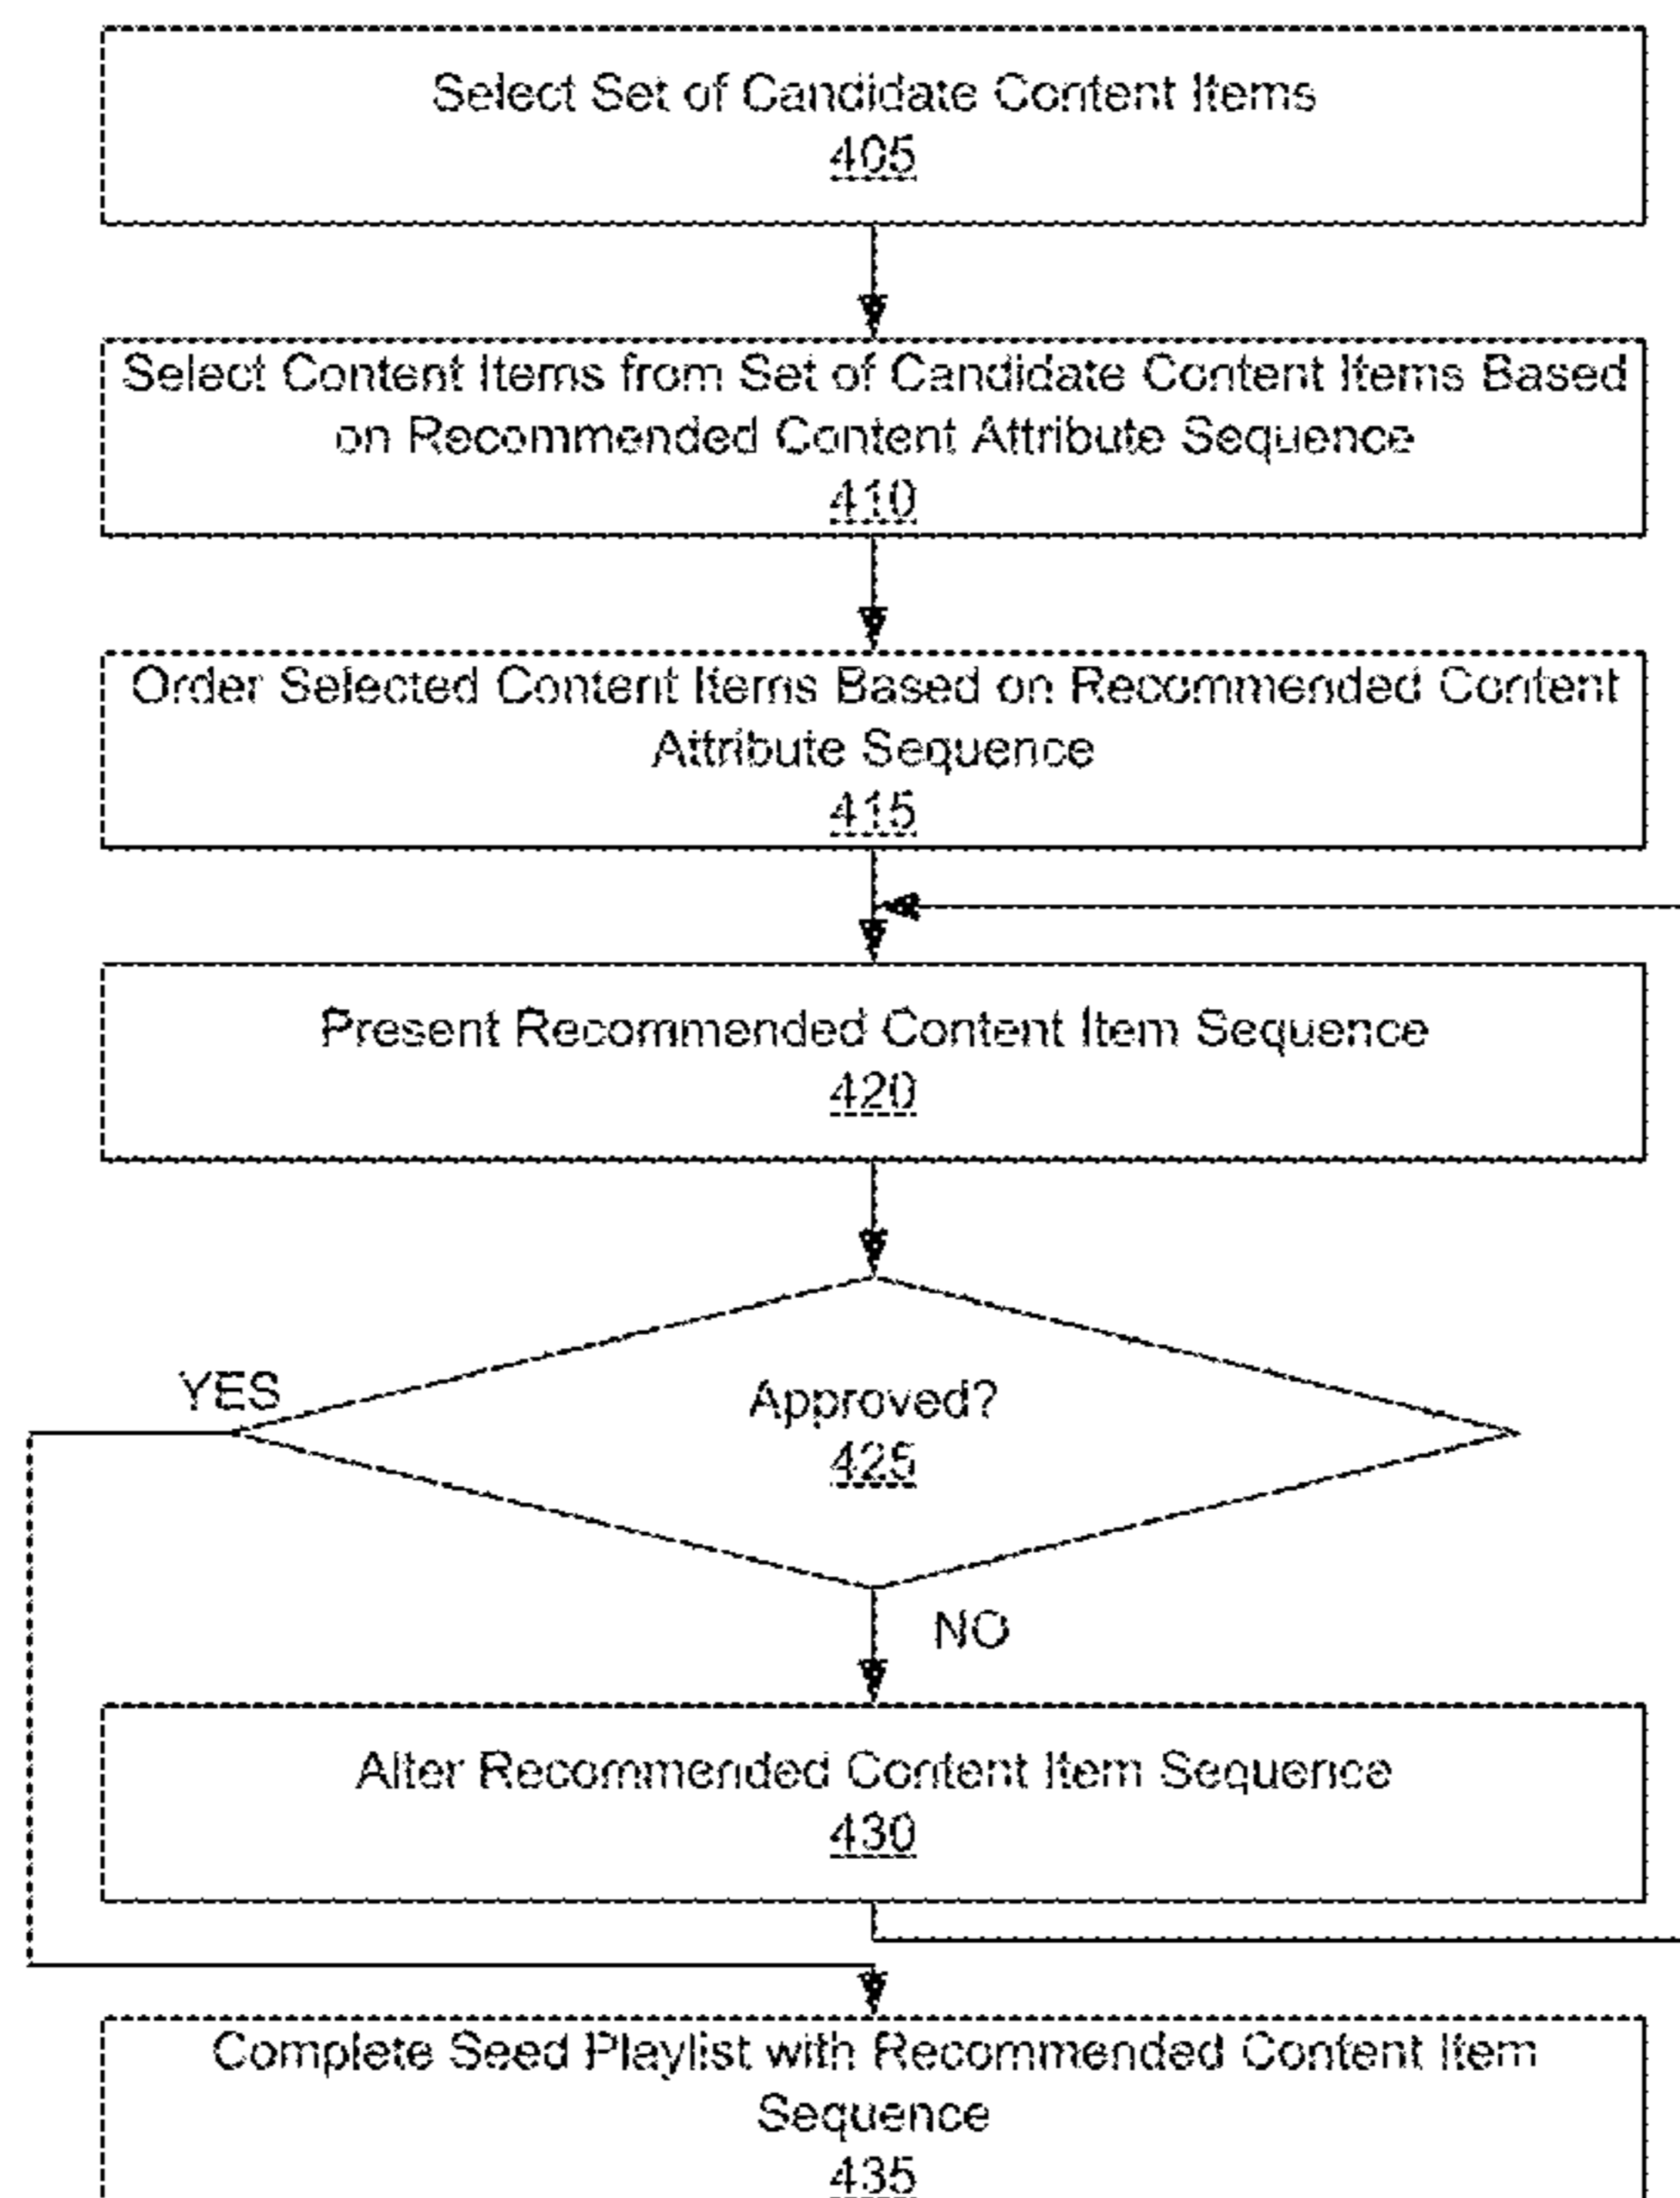 Select Set of Candidate Content Items
405
Select Content Items from Set of Candidate Content Items Based
on Recommended Content Attribute Sequence
410
Order Selected Content Items Based on Recommended Content
Attribute Sequence
415
Present Recommended Content Item Sequence
420
YES
Approved?
425
NO
Alter Recommended Content Item Sequence
430
Complete Seed Playlist with Recommended Content Item
Sequence
435